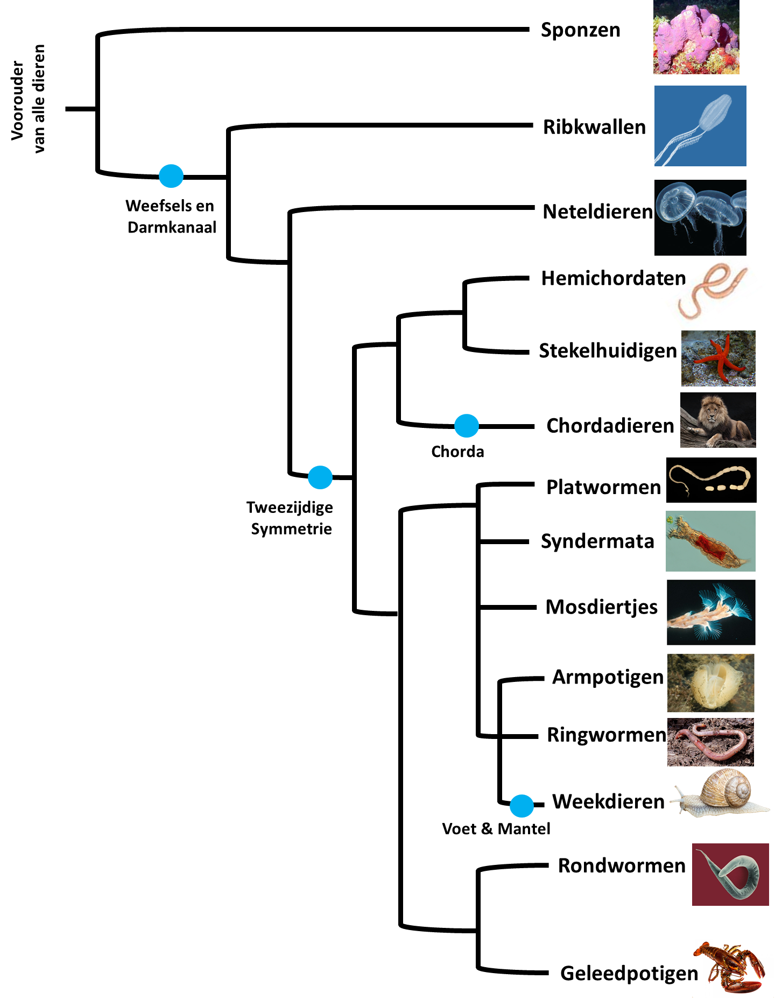 Voorouder
van alle dieren
Sponzen
Ribkwallen
Weefsels en
Darmkanaal
Neteldieren
Hemichordaten
Stekelhuidigen
Chordadieren
Chorda
Platwormen
Tweezijdige
Symmetrie
Syndermata
Mosdiertjes
Armpotigen
Ringwormen
Weekdieren
Voet & Mantel
Rondwormen
Geleedpotigen